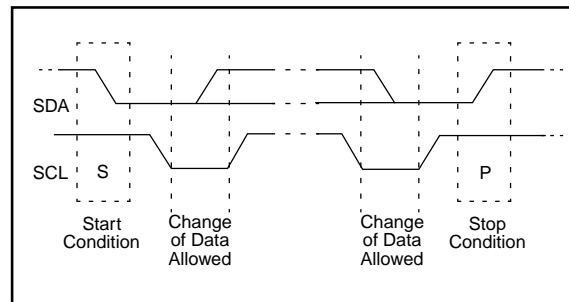 SDA
SCL
S
P
Start
Condition
Change
of Data
Allowed
Change
of Data
Allowed
Stop
Condition